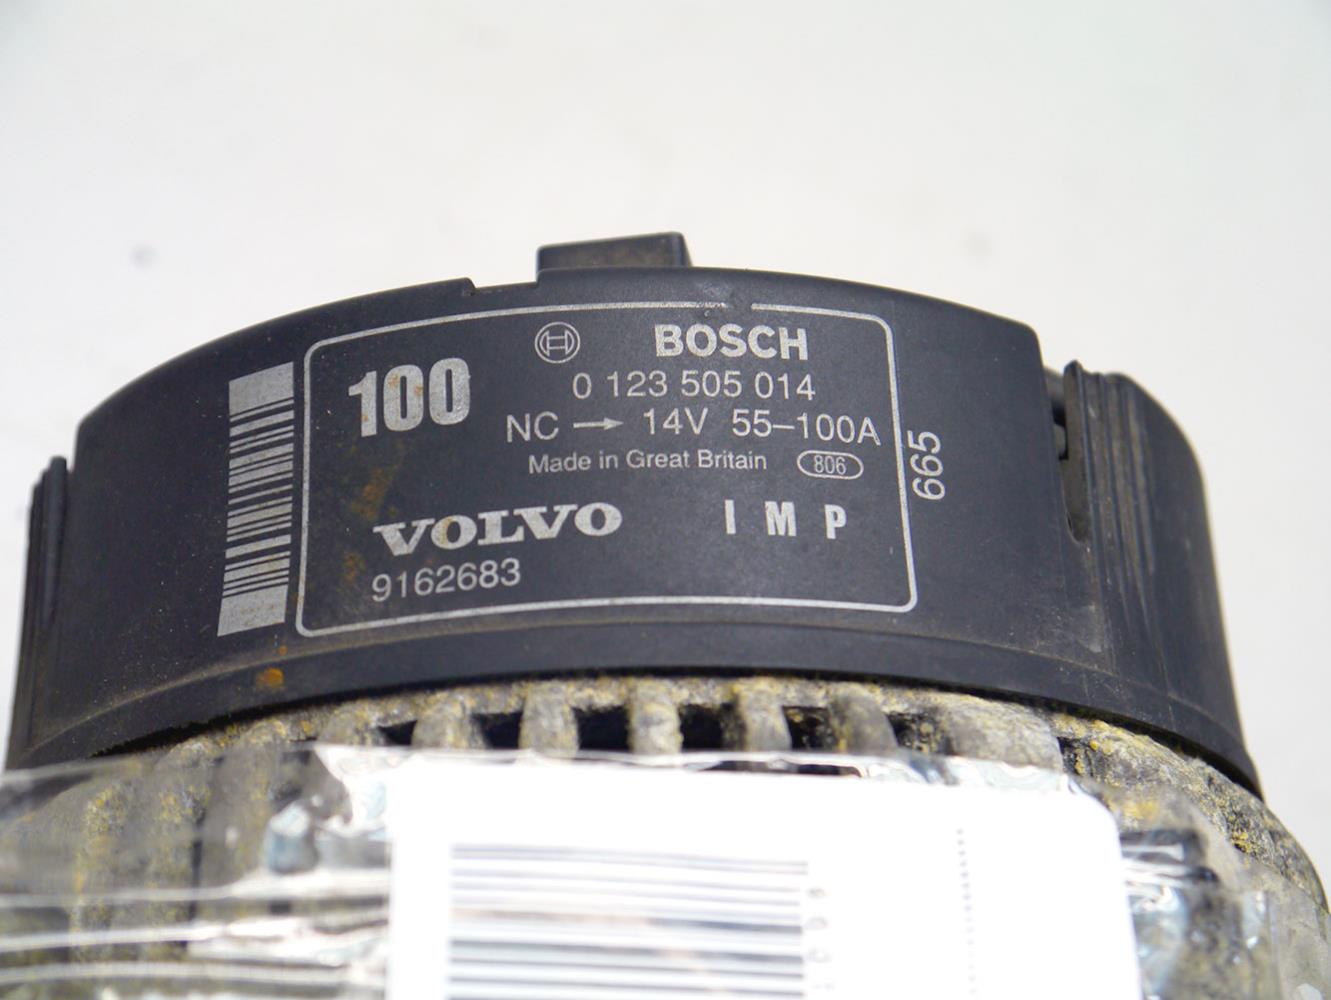 100
BOSCH
0 123 505 014
NC → 14V 55–100A
Made in Great Britain 806
665
VOLVO IMP
9162683